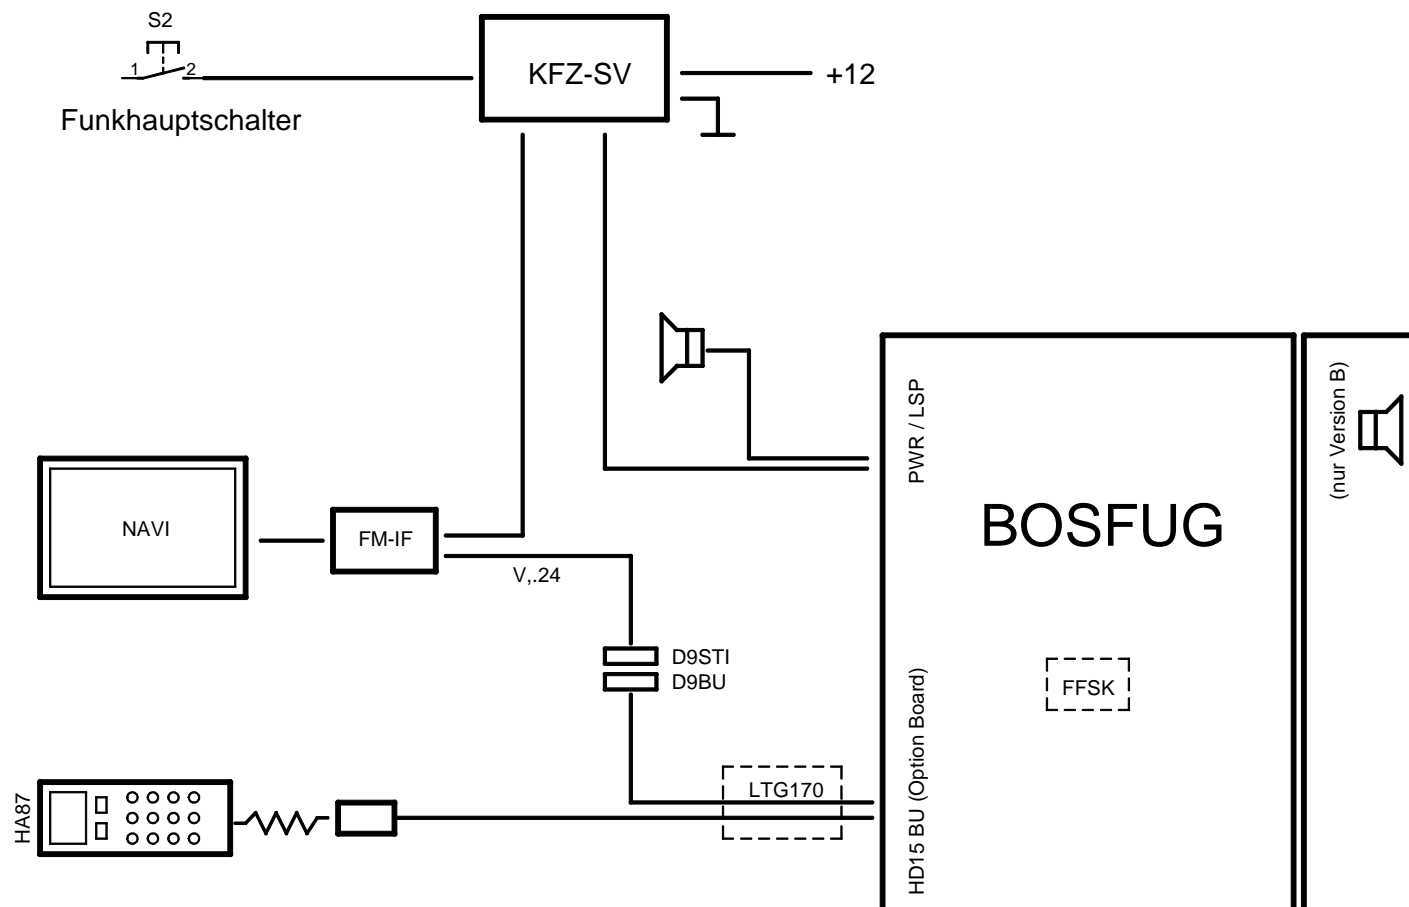 S2
1 2
KFZ-SV
+12
Funkhauptschalter
PWR / LSP
(nur Version B)
BOSFUG
NAVI
FM-IF
V,.24
D9STI
D9BU
FFSK
HD15 BU (Option Board)
LTG170
HA87